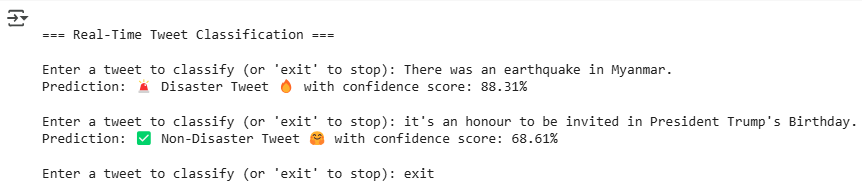 === Real-Time Tweet Classification ===
Enter a tweet to classify (or 'exit' to stop): There was an earthquake in Myanmar.
Prediction: 🚨 Disaster Tweet 🔥 with confidence score: 88.31%
Enter a tweet to classify (or 'exit' to stop): it's an honour to be invited in President Trump's Birthday.
Prediction: ✅ Non-Disaster Tweet 🤗 with confidence score: 68.61%
Enter a tweet to classify (or 'exit' to stop): exit